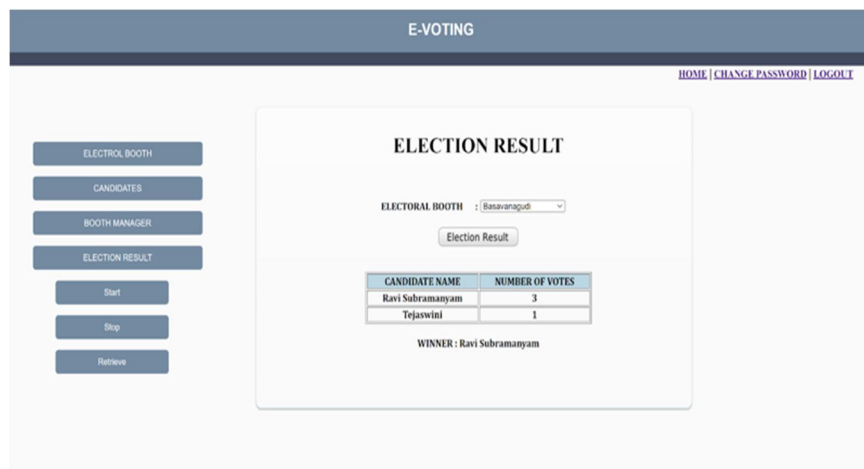 E-VOTING
HOME | CHANGE PASSWORD | LOGOUT
ELECTROL BOOTH
CANDIDATES
BOOTH MANAGER
ELECTION RESULT
Start
Stop
Retrieve
ELECTION RESULT
ELECTORAL BOOTH : Basavanagudi
Election Result
CANDIDATE NAME NUMBER OF VOTES
Ravi Subramanyam 3
Tejaswini 1
WINNER : Ravi Subramanyam